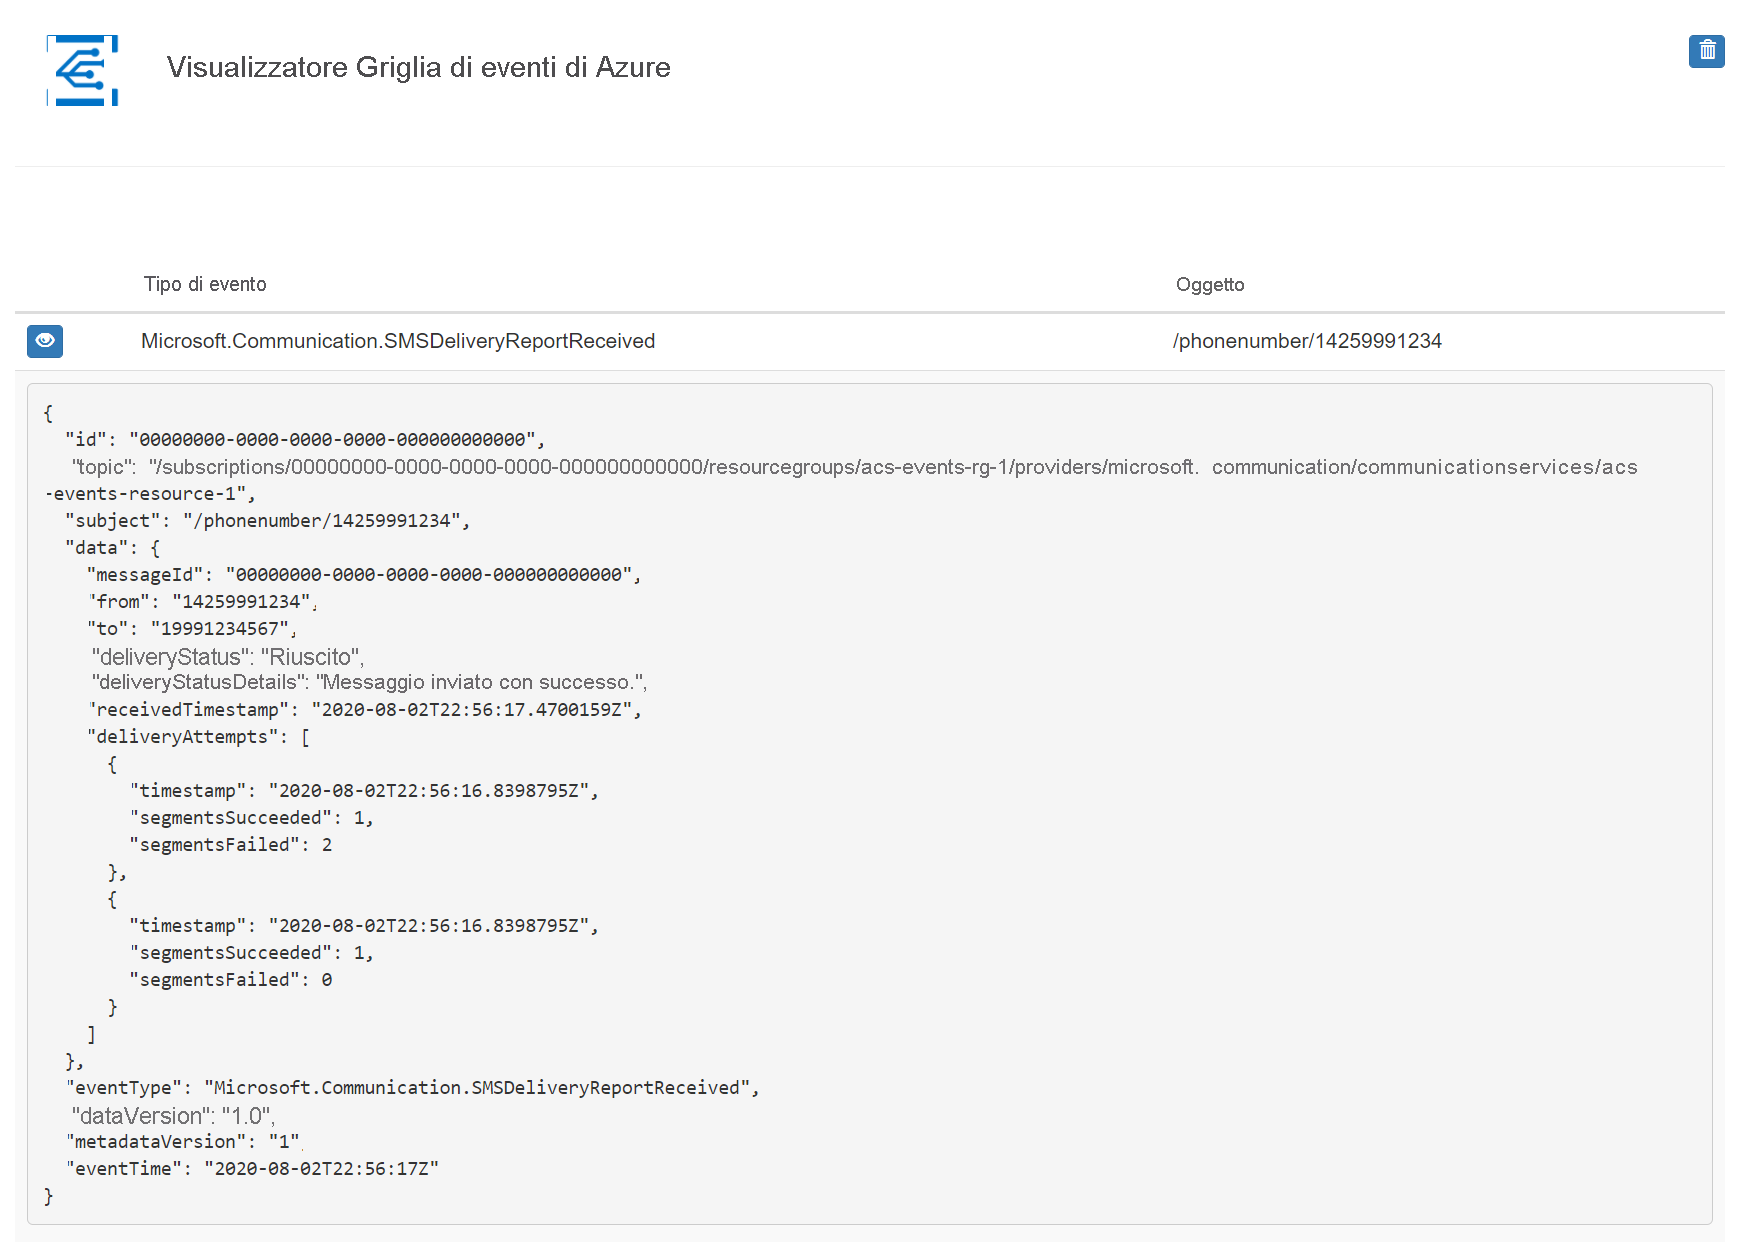 Visualizzatore Griglia di eventi di Azure
Tipo di evento Oggetto
Microsoft.Communication.SMSDeliveryReportReceived /phonenumber/14259991234
{
"id": "00000000-0000-0000-0000-000000000000",
"topic": "/subscriptions/00000000-0000-0000-0000-000000000000/resourcegroups/acs-events-rg-1/providers/microsoft. communication/communicationservices/acs
-events-resource-1",
"subject": "/phonenumber/14259991234",
"data": {
"messageId": "00000000-0000-0000-0000-000000000000",
"from": "14259991234",
"to": "19991234567",
"deliveryStatus": "Riuscito",
"deliveryStatusDetails": "Messaggio inviato con successo.",
"receivedTimestamp": "2020-08-02T22:56:17.4700159Z",
"deliveryAttempts": [
{
"timestamp": "2020-08-02T22:56:16.8398795Z",
"segmentsSucceeded": 1,
"segmentsFailed": 2
},
{
"timestamp": "2020-08-02T22:56:16.8398795Z",
"segmentsSucceeded": 1,
"segmentsFailed": 0
}
]
},
"eventType": "Microsoft.Communication.SMSDeliveryReportReceived",
"dataVersion": "1.0",
"metadataVersion": "1",
"eventTime": "2020-08-02T22:56:17Z"
}